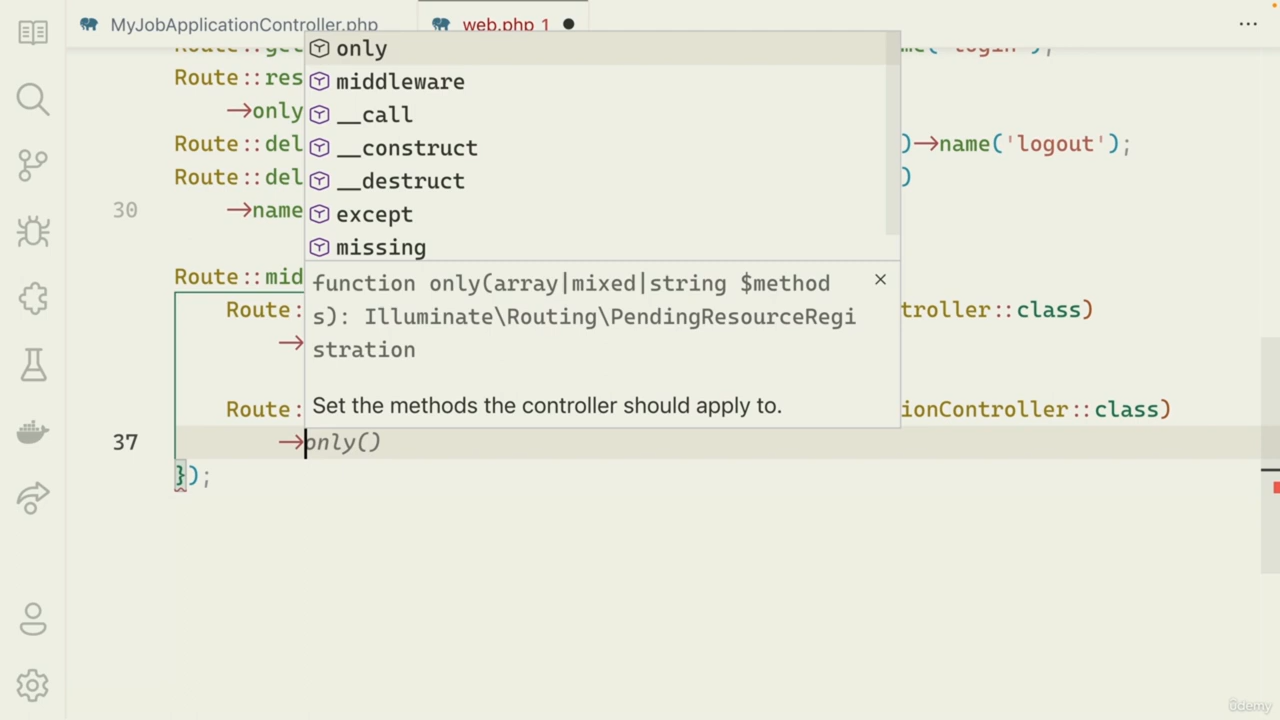 MyJobApplicationController.php
web.php 1
only
middleware
__call
__construct
__destruct
except
missing
function only(array|mixed|string $method
s): Illuminate\Routing\PendingResourceRegi
stration
Set the methods the controller should apply to.
Route::res
→only
Route::del )→name('logout');
Route::del )
30 →name
Route::mid
Route: troller::class)
→
Route: ionController::class)
37 →only()
});
ûdemy